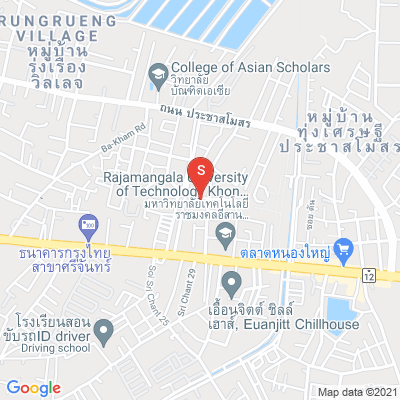 RUNGRUENG
VILLAGE
หมู่บ้าน
รุ่งเรือง
วิลเลจ
College of Asian Scholars
วิทยาลัย
บัณฑิตเอเซีย
ถนน ประชาสโมสร
หมู่บ้าน
ทุ่งเศรษฐี
ประชาสโมสร
Ba-Kham Rd
S
Rajamangala University
of Technology Khon...
มหาวิทยาลัยเทคโนโลยี
ราชมงคลอีสาน...
ซอย ตัน
ธนาคารกรุงไทย
สาขาศรีจันทร์
ตลาดหนองใหญ่
12
Soi Sri Chant 25
Sri Chant 29
เอื้อนจิตต์ ชิลล์
เฮาส์, Euanjitt Chillhouse
โรงเรียนสอน
ขับรถID driver
Driving school
Google
Map data ©2021